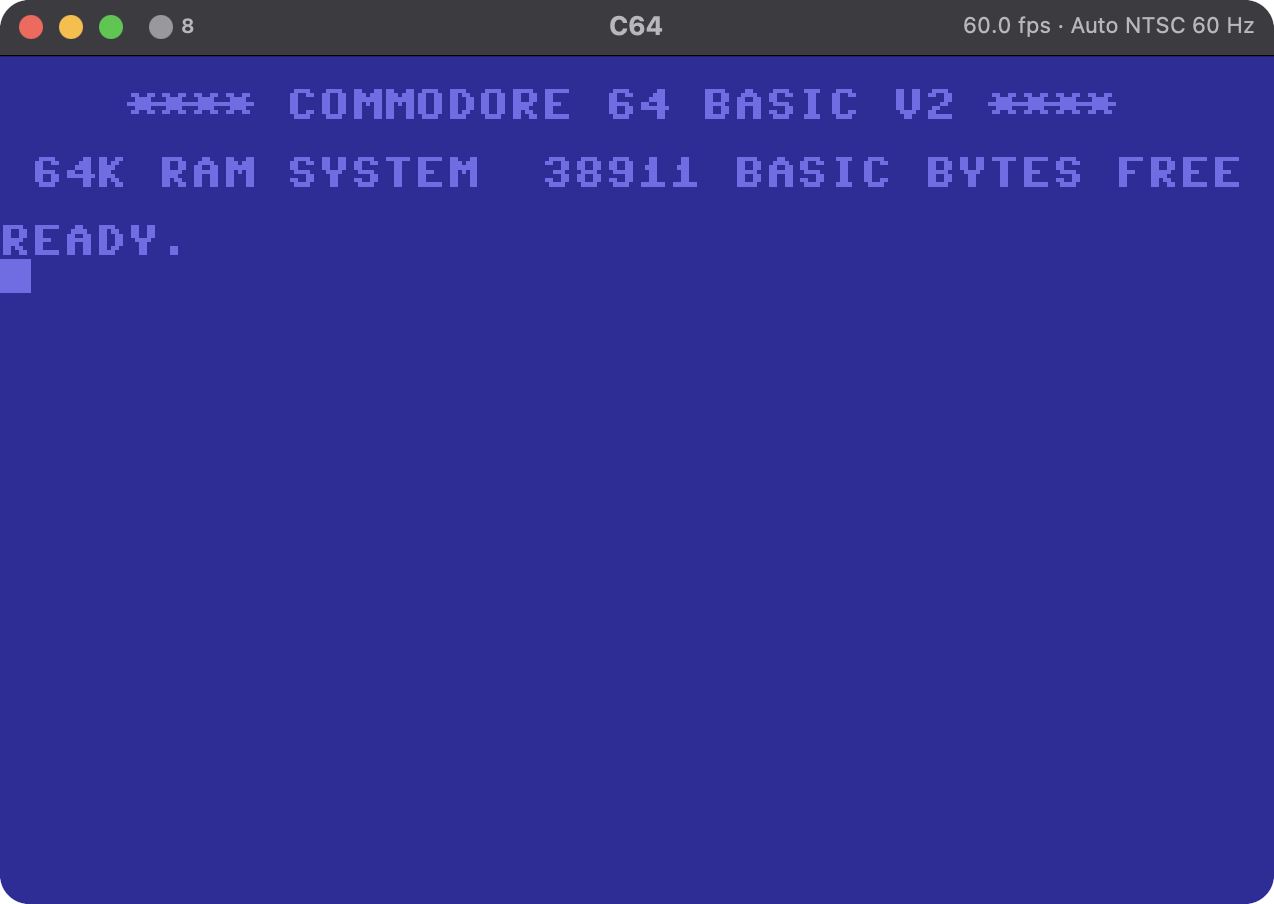 8 C64 60.0 fps · Auto NTSC 60 Hz
**** COMMODORE 64 BASIC V2 ****
64K RAM SYSTEM  38911 BASIC BYTES FREE
READY.